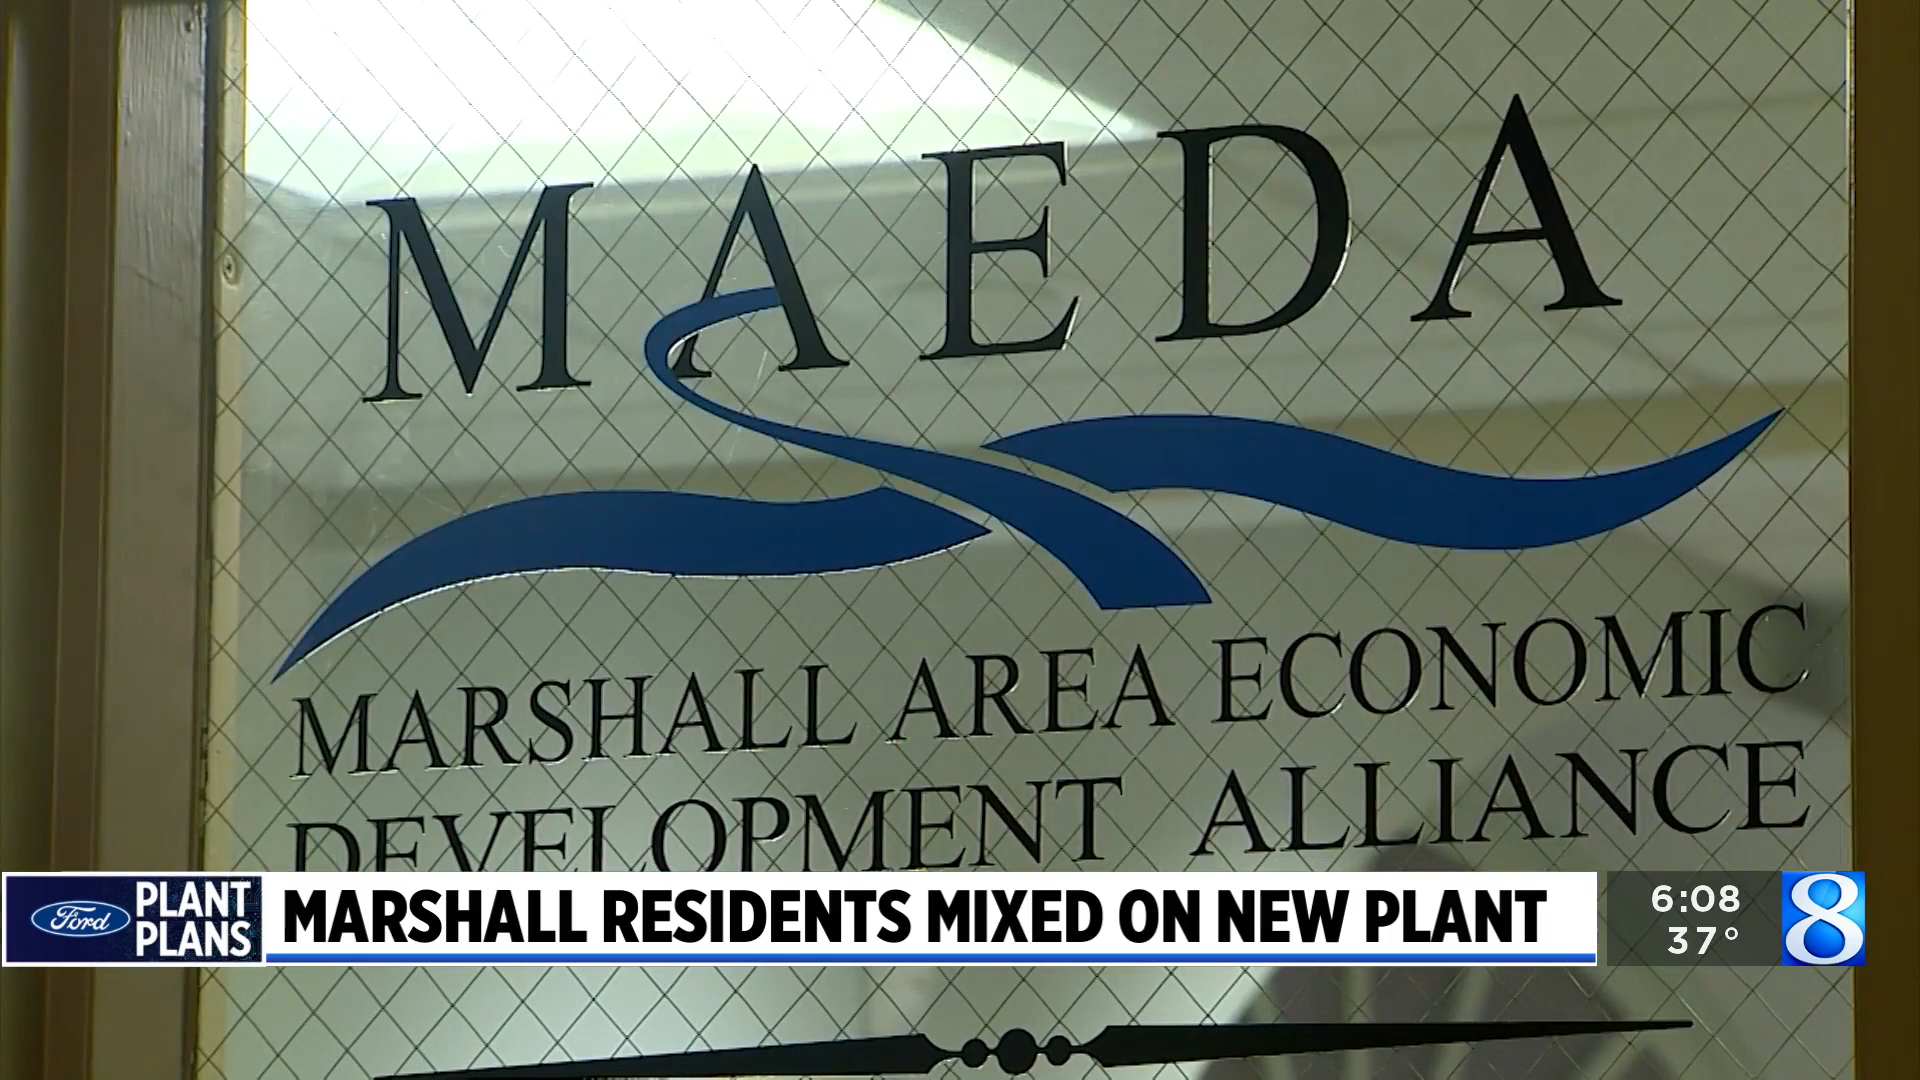 MAEDA
MARSHALL AREA ECONOMIC
DEVELOPMENT ALLIANCE
Ford
PLANT
PLANS
MARSHALL RESIDENTS MIXED ON NEW PLANT
6:08
37°
8